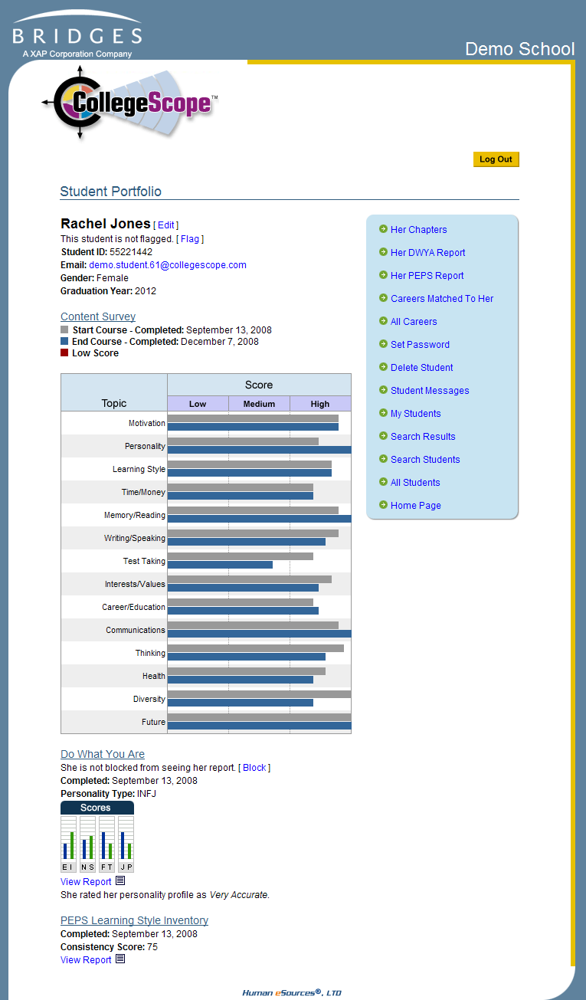 BRIDGES
A XAP Corporation Company
Demo School
CollegeScope™
Log Out
Student Portfolio
Rachel Jones [ Edit ]
This student is not flagged. [ Flag ]
Student ID: 55221442
Email: demo.student.61@collegescope.com
Gender: Female
Graduation Year: 2012
Content Survey
Start Course - Completed: September 13, 2008
End Course - Completed: December 7, 2008
Low Score
Topic
Score
Low Medium High
Motivation
Personality
Learning Style
Time/Money
Memory/Reading
Writing/Speaking
Test Taking
Interests/Values
Career/Education
Communications
Thinking
Health
Diversity
Future
Her Chapters
Her DWYA Report
Her PEPS Report
Careers Matched To Her
All Careers
Set Password
Delete Student
Student Messages
My Students
Search Results
Search Students
All Students
Home Page
Do What You Are
She is not blocked from seeing her report. [ Block ]
Completed: September 13, 2008
Personality Type: INFJ
Scores
E I N S F T J P
View Report
She rated her personality profile as Very Accurate.
PEPS Learning Style Inventory
Completed: September 13, 2008
Consistency Score: 75
View Report
Human eSources®, LTD